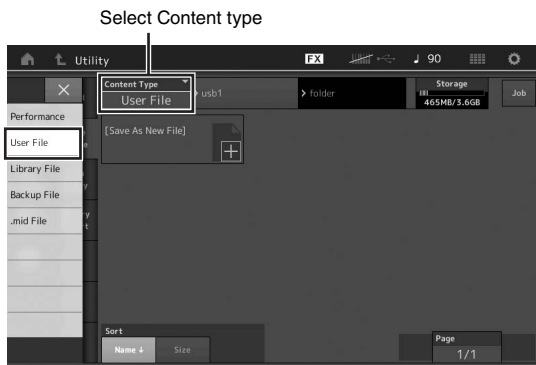 Select Content type
Utility
FX
♩ 90
Content Type
User File
usb1
folder
Storage
465MB/3.6GB
Job
Performance
User File
Library File
Backup File
.mid File
[Save As New File]
Sort
Name ↓
Size
Page
1/1